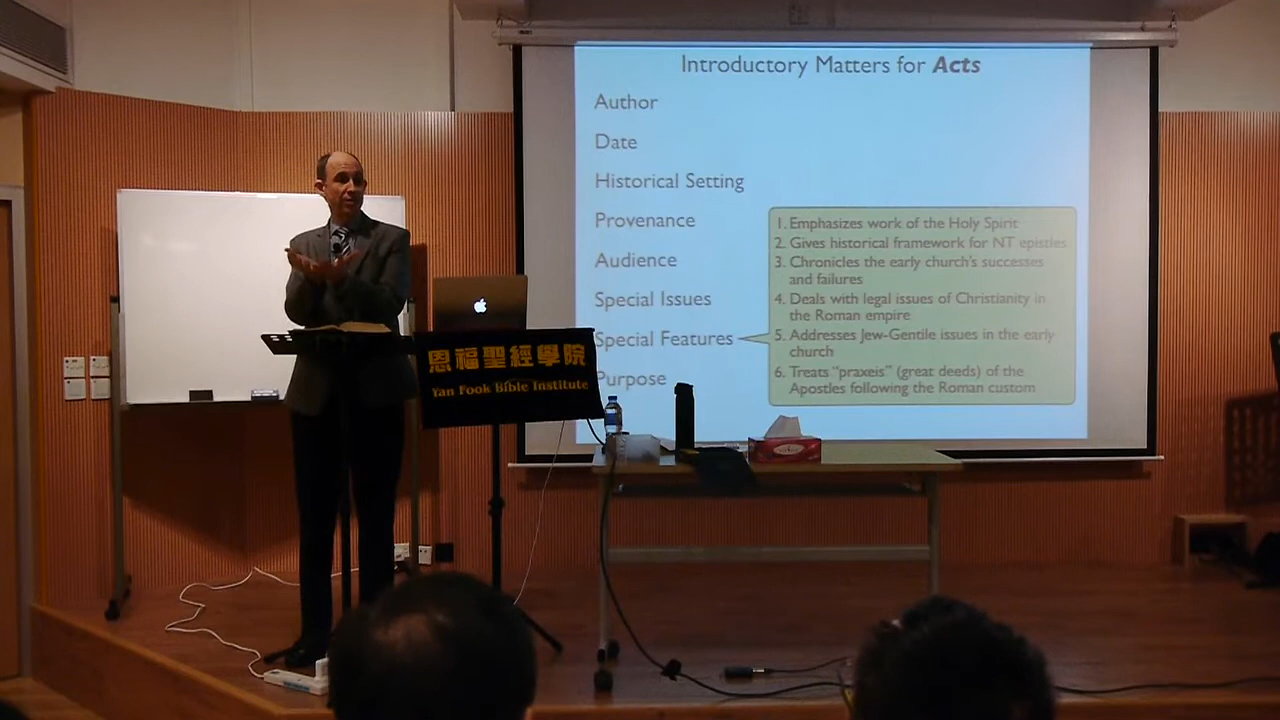 Introductory Matters for Acts
Author
Date
Historical Setting
Provenance
Audience
Special Issues
Special Features
Purpose
1. Emphasizes work of the Holy Spirit
2. Gives historical framework for NT epistles
3. Chronicles the early church's successes
and failures
4. Deals with legal issues of Christianity in
the Roman empire
5. Addresses Jew-Gentile issues in the early
church
6. Treats "praxeis" (great deeds) of the
Apostles following the Roman custom
恩福聖經學院
Yan Fook Bible Institute